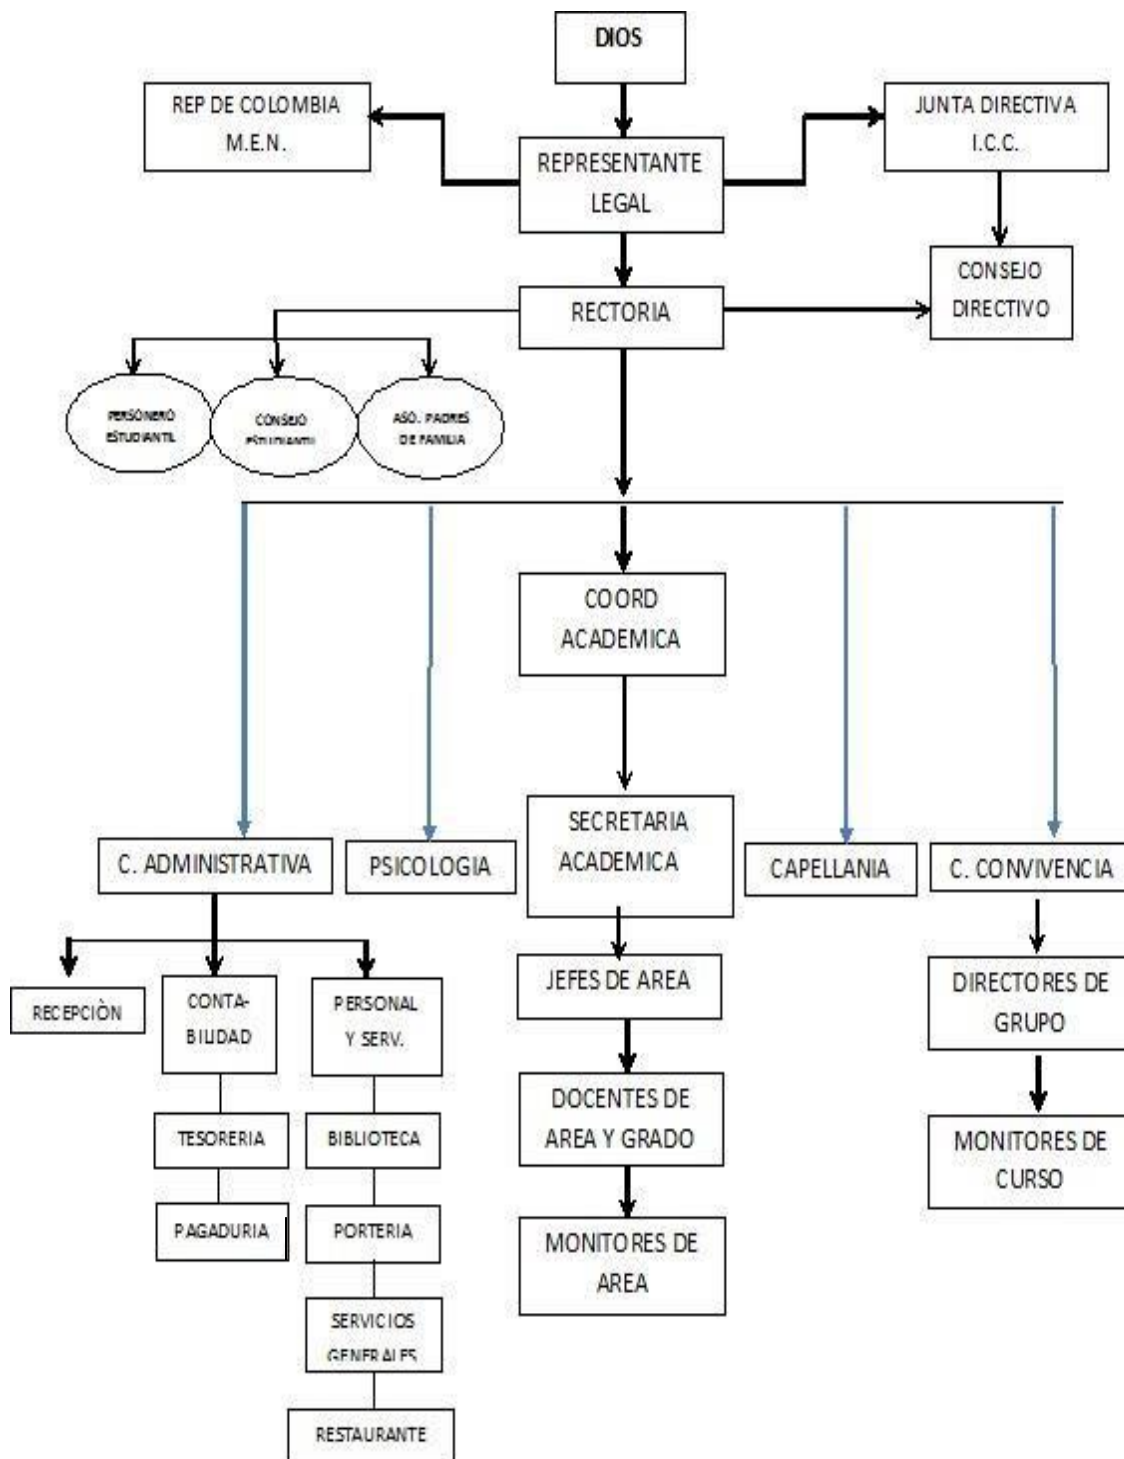 DIOS
REP DE COLOMBIA
M.E.N.
JUNTA DIRECTIVA
I.C.C.
REPRESENTANTE
LEGAL
CONSEJO
DIRECTIVO
RECTORIA
PERSONERO
ESTUDIANTIL
CONSEJO
ESTUDIANTIL
ASO. PADRES
DE FAMILIA
COORD
ACADEMICA
SECRETARIA
ACADEMICA
C. ADMINISTRATIVA
PSICOLOGIA
CAPELLANIA
C. CONVIVENCIA
RECEPCIÒN
CONTA-
BILIDAD
PERSONAL
Y SERV.
JEFES DE AREA
DIRECTORES DE
GRUPO
TESORERIA
BIBLIOTECA
DOCENTES DE
AREA Y GRADO
MONITORES DE
CURSO
PAGADURIA
PORTERIA
MONITORES DE
AREA
SERVICIOS
GENERALES
RESTAURANTE